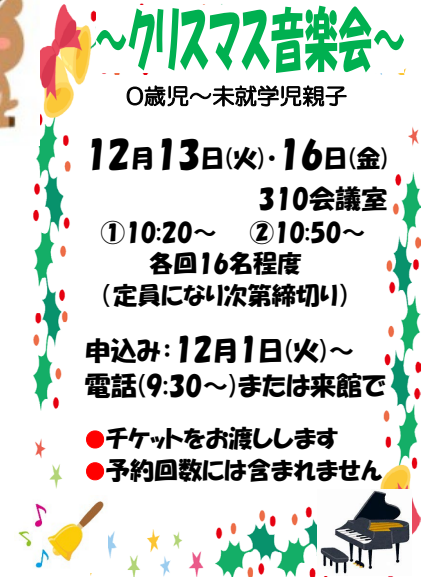 ～クリスマス音楽会～
0歳児～未就学児親子
12月13日(火)・16日(金)
310会議室
①10:20～ ②10:50～
各回16名程度
(定員になり次第締切り)
申込み：12月1日(火)～
電話(9:30～)または来館で
●チケットをお渡しします
●予約回数には含まれません